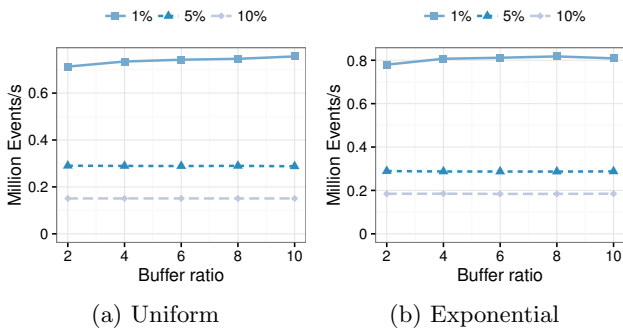 1% 5% 10%
Million Events/s
0.6
0.4
0.2
0
2 4 6 8 10
Buffer ratio
(a) Uniform
1% 5% 10%
Million Events/s
0.8
0.6
0.4
0.2
0
2 4 6 8 10
Buffer ratio
(b) Exponential